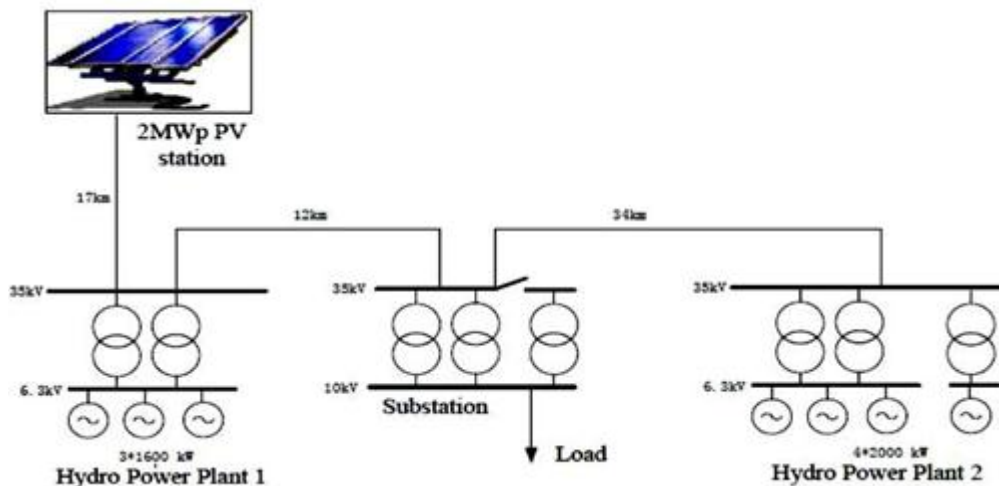 2MWp PV
station
17km
12km
34km
35kV
35kV
35kV
6.3kV
10kV
6.3kV
Substation
3*1600 kW
Hydro Power Plant 1
Load
4*2000 kW
Hydro Power Plant 2